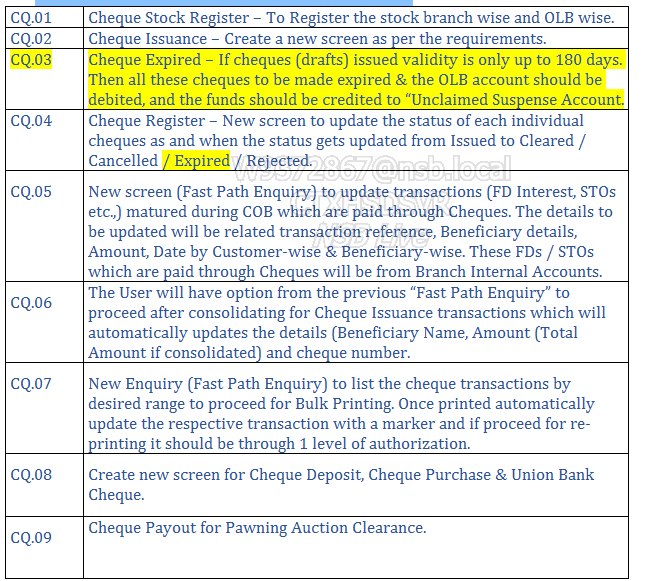 CQ.01 Cheque Stock Register – To Register the stock branch wise and OLB wise.
CQ.02 Cheque Issuance – Create a new screen as per the requirements.
CQ.03 Cheque Expired – If cheques (drafts) issued validity is only up to 180 days.
Then all these cheques to be made expired & the OLB account should be
debited, and the funds should be credited to “Unclaimed Suspense Account.
CQ.04 Cheque Register – New screen to update the status of each individual
cheques as and when the status gets updated from Issued to Cleared /
Cancelled / Expired / Rejected.
W9572867@nsb.local
CTXHSDSVR
NSD Live
CQ.05 New screen (Fast Path Enquiry) to update transactions (FD Interest, STOs
etc.,) matured during COB which are paid through Cheques. The details to
be updated will be related transaction reference, Beneficiary details,
Amount, Date by Customer-wise & Beneficiary-wise. These FDs / STOs
which are paid through Cheques will be from Branch Internal Accounts.
CQ.06 The User will have option from the previous “Fast Path Enquiry” to
proceed after consolidating for Cheque Issuance transactions which will
automatically updates the details (Beneficiary Name, Amount (Total
Amount if consolidated) and cheque number.
CQ.07 New Enquiry (Fast Path Enquiry) to list the cheque transactions by
desired range to proceed for Bulk Printing. Once printed automatically
update the respective transaction with a marker and if proceed for re-
printing it should be through 1 level of authorization.
CQ.08 Create new screen for Cheque Deposit, Cheque Purchase & Union Bank
Cheque.
CQ.09 Cheque Payout for Pawning Auction Clearance.